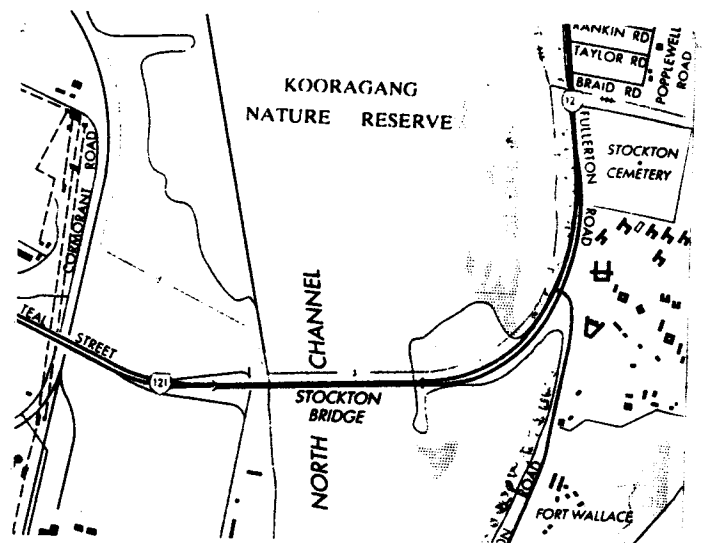 RANKIN RD
TAYLOR RD
BRAID RD
POPPLEWELL
ROAD
KOORAGANG
NATURE RESERVE
12
FULLERTON ROAD
STOCKTON
CEMETERY
CORMORANT ROAD
TEAL STREET
121
NORTH CHANNEL
STOCKTON
BRIDGE
ROAD
FORT WALLACE